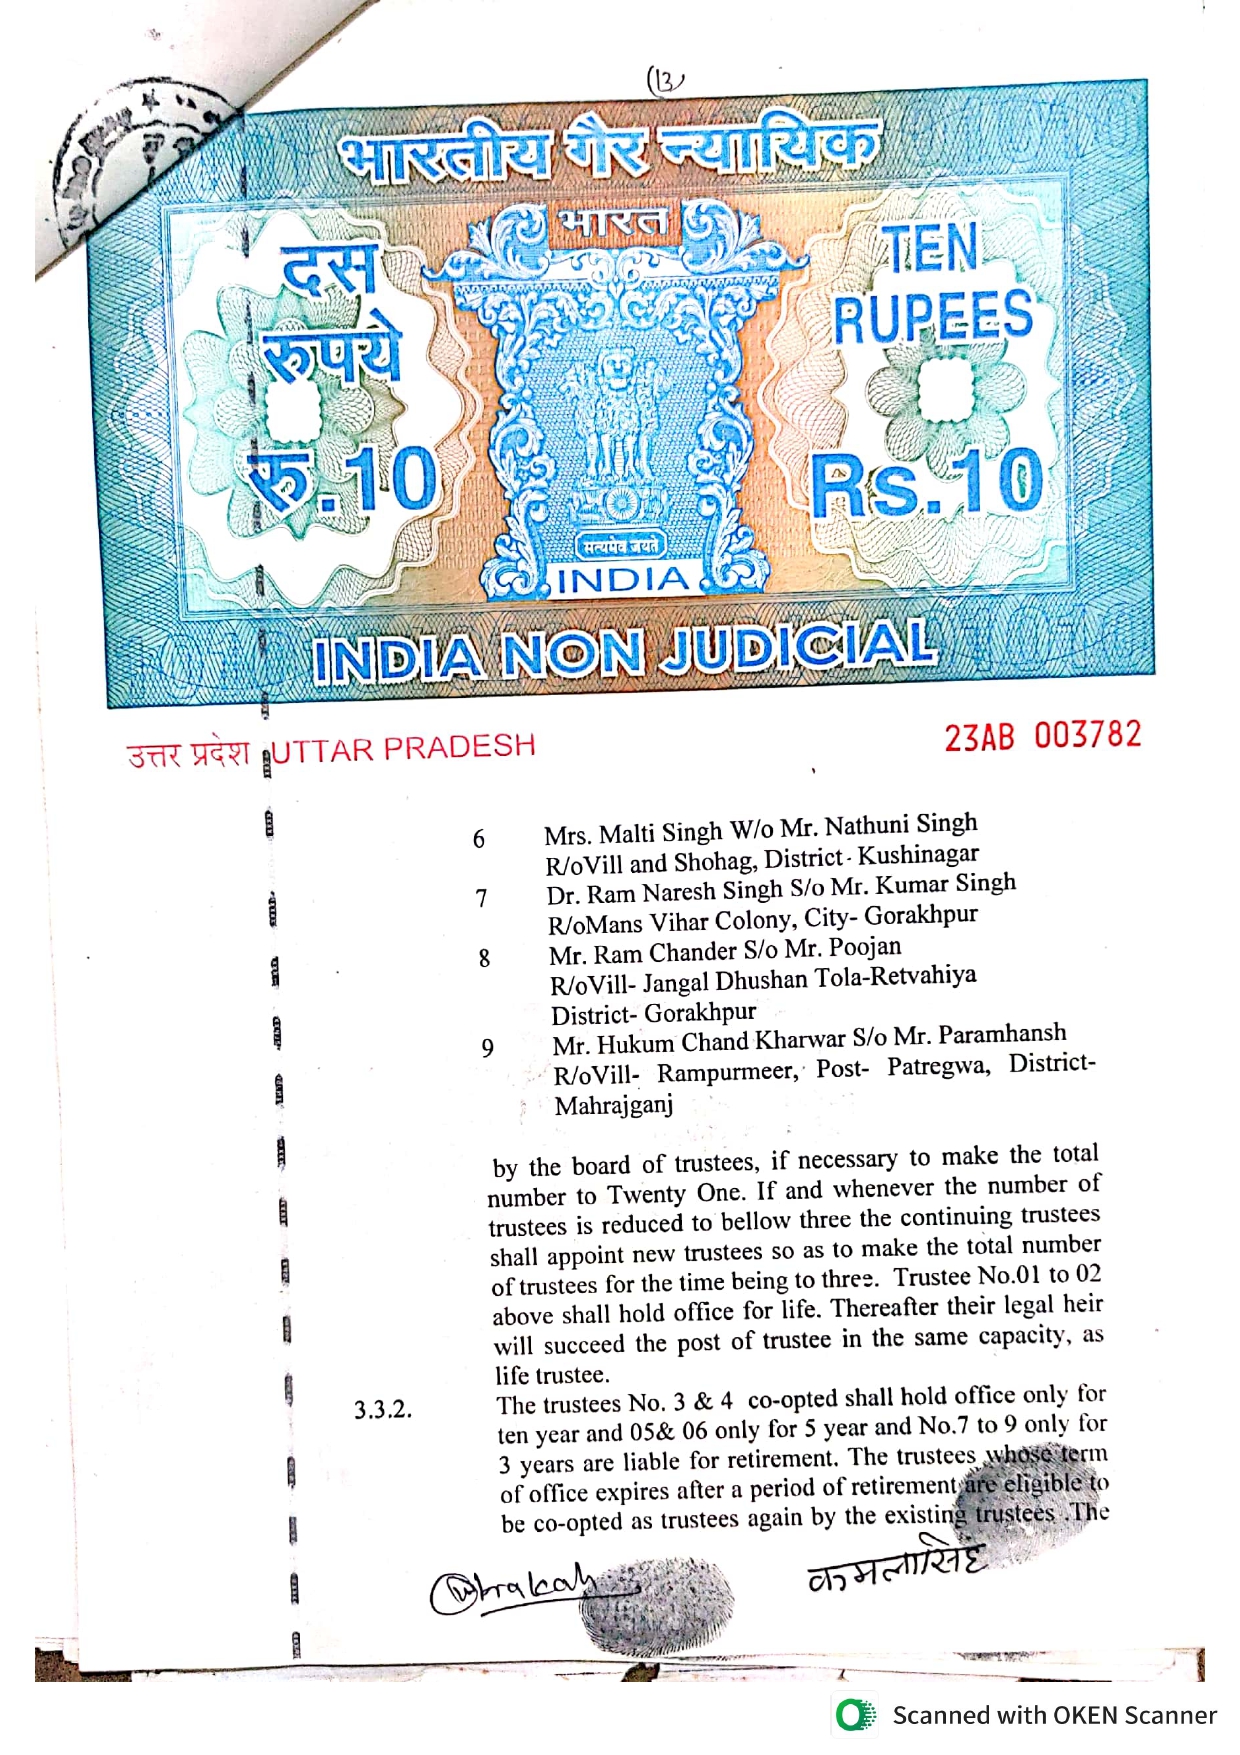 (13)
भारतीय गैर न्यायिक
भारत
दस
रुपये
रु.10
TEN
RUPEES
Rs.10
सत्यमेव जयते
INDIA
INDIA NON JUDICIAL
उत्तर प्रदेश UTTAR PRADESH
23AB 003782
6 Mrs. Malti Singh W/o Mr. Nathuni Singh
R/oVill and Shohag, District- Kushinagar
7 Dr. Ram Naresh Singh S/o Mr. Kumar Singh
R/oMans Vihar Colony, City- Gorakhpur
8 Mr. Ram Chander S/o Mr. Poojan
R/oVill- Jangal Dhushan Tola-Retvahiya
District- Gorakhpur
9 Mr. Hukum Chand Kharwar S/o Mr. Paramhansh
R/oVill- Rampurmeer, Post- Patregwa, District-
Mahrajganj
by the board of trustees, if necessary to make the total
number to Twenty One. If and whenever the number of
trustees is reduced to bellow three the continuing trustees
shall appoint new trustees so as to make the total number
of trustees for the time being to three. Trustee No.01 to 02
above shall hold office for life. Thereafter their legal heir
will succeed the post of trustee in the same capacity, as
life trustee.
3.3.2. The trustees No. 3 & 4 co-opted shall hold office only for
ten year and 05& 06 only for 5 year and No.7 to 9 only for
3 years are liable for retirement. The trustees whose term
of office expires after a period of retirement are eligible to
be co-opted as trustees again by the existing trustees .The
कमलासिंह
Scanned with OKEN Scanner